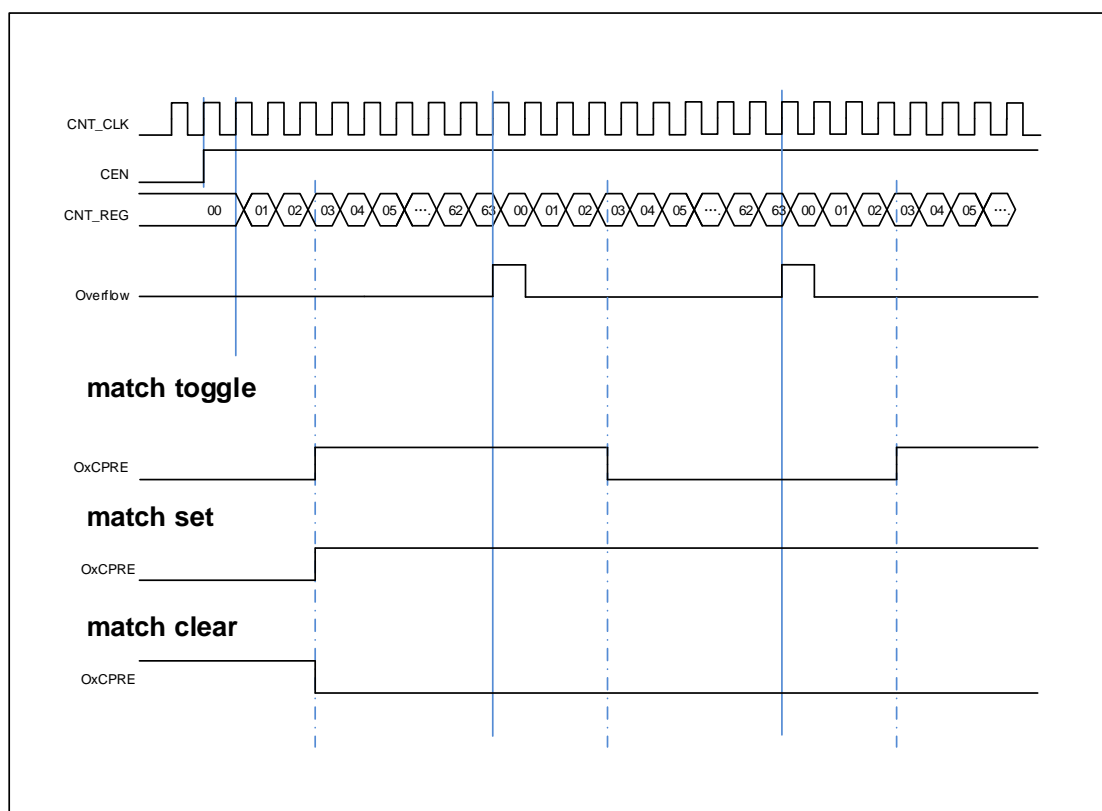 CNT_CLK
CEN
CNT_REG 00 01 02 03 04 05 …. 62 63 00 01 02 03 04 05 …. 62 63 00 01 02 03 04 05 ….
Overflow
match toggle
OxCPRE
match set
OxCPRE
match clear
OxCPRE